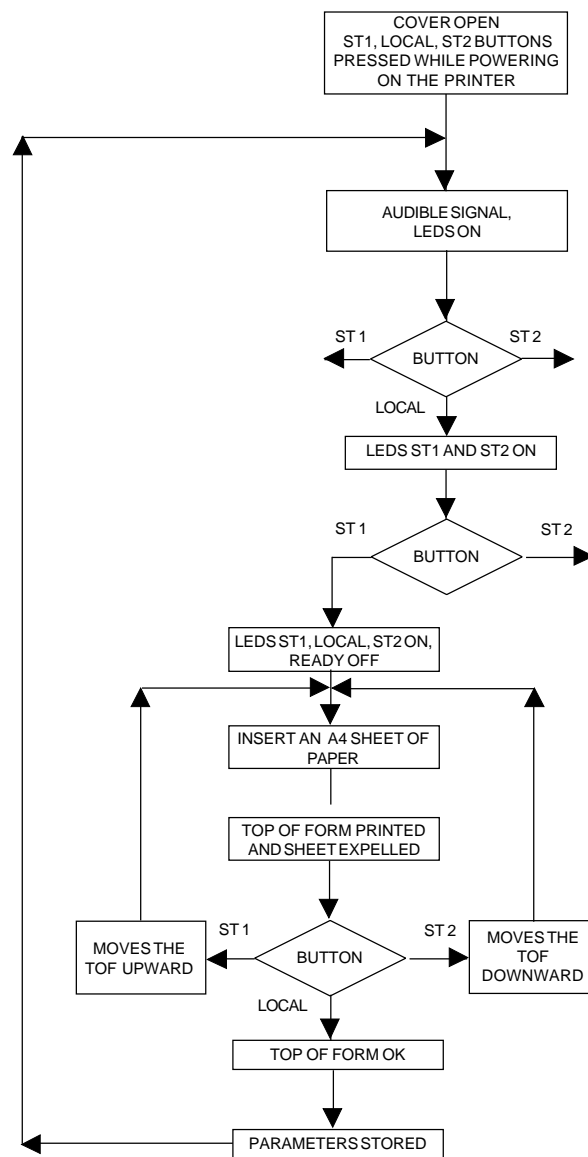 COVER OPEN
ST1, LOCAL, ST2 BUTTONS
PRESSED WHILE POWERING
ON THE PRINTER
AUDIBLE SIGNAL,
LEDS ON
ST 1
BUTTON
ST 2
LOCAL
LEDS ST1 AND ST2 ON
ST 1
BUTTON
ST 2
LEDS ST1, LOCAL, ST2 ON,
READY OFF
INSERT AN A4 SHEET OF
PAPER
TOP OF FORM PRINTED
AND SHEET EXPELLED
MOVES THE
TOF UPWARD
ST 1
BUTTON
ST 2
MOVES THE
TOF
DOWNWARD
LOCAL
TOP OF FORM OK
PARAMETERS STORED